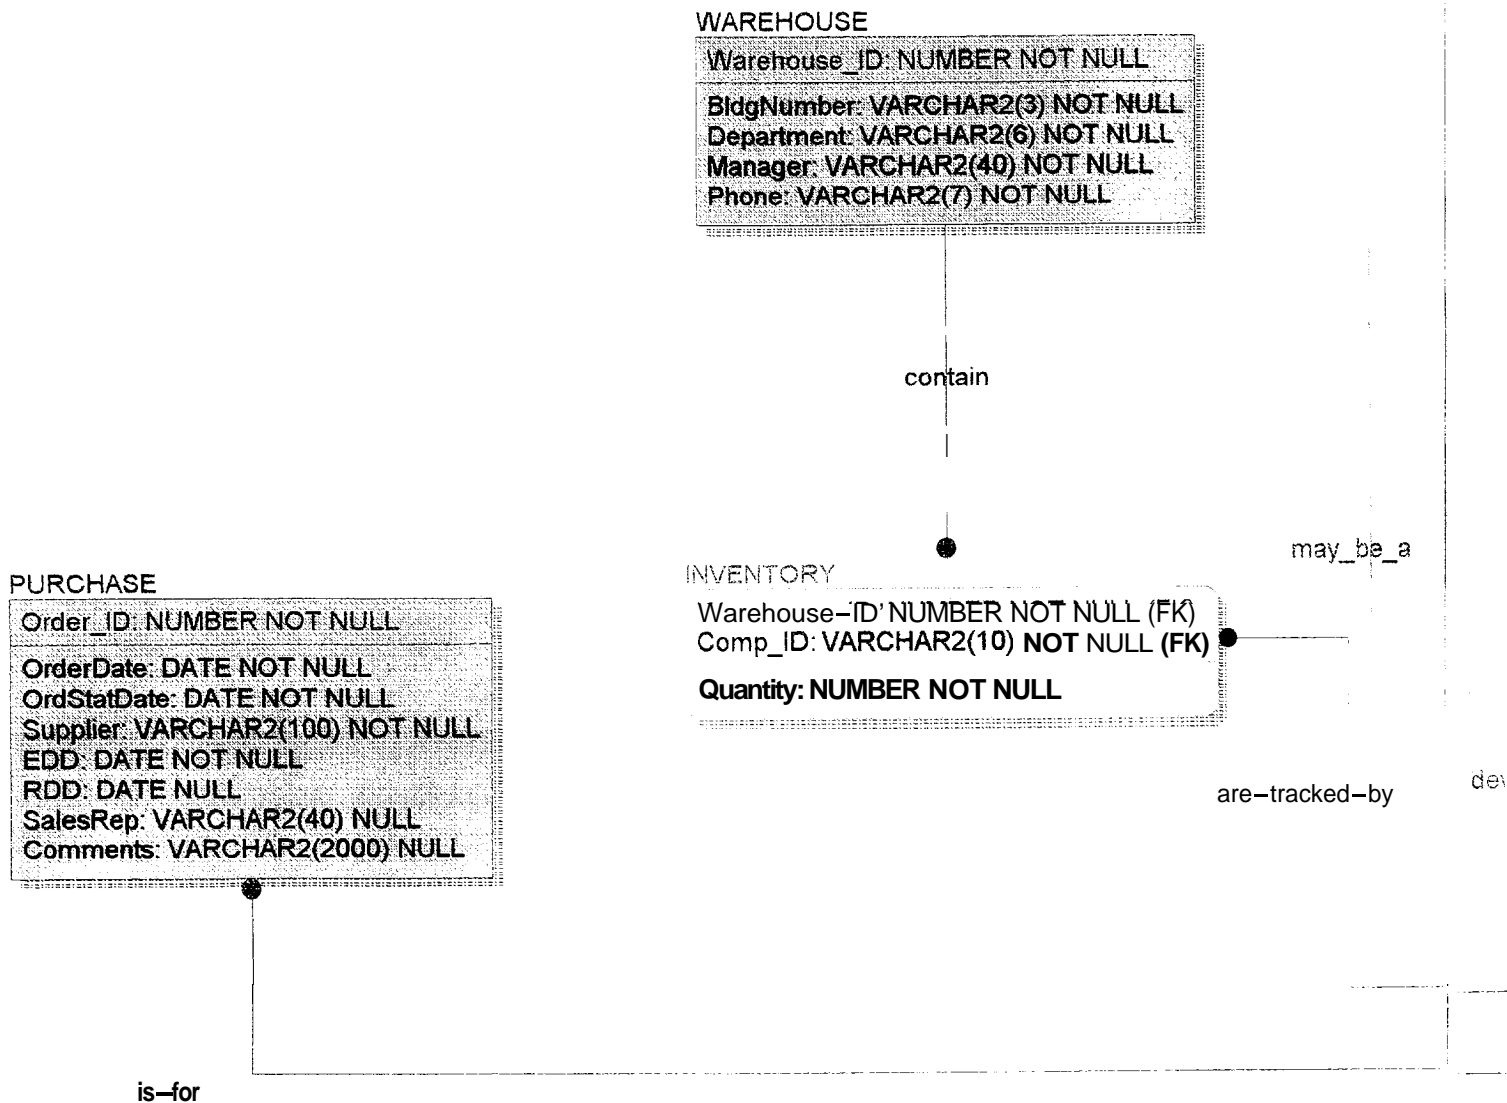 WAREHOUSE
Warehouse_ID: NUMBER NOT NULL
BldgNumber: VARCHAR2(3) NOT NULL
Department: VARCHAR2(6) NOT NULL
Manager: VARCHAR2(40) NOT NULL
Phone: VARCHAR2(7) NOT NULL
contain
may_be_a
INVENTORY
Warehouse–ID' NUMBER NOT NULL (FK)
Comp_ID: VARCHAR2(10) NOT NULL (FK)
Quantity: NUMBER NOT NULL
PURCHASE
Order_ID: NUMBER NOT NULL
OrderDate: DATE NOT NULL
OrdStatDate: DATE NOT NULL
Supplier: VARCHAR2(100) NOT NULL
EDD: DATE NOT NULL
RDD: DATE NULL
SalesRep: VARCHAR2(40) NULL
Comments: VARCHAR2(2000) NULL
are–tracked–by
is–for